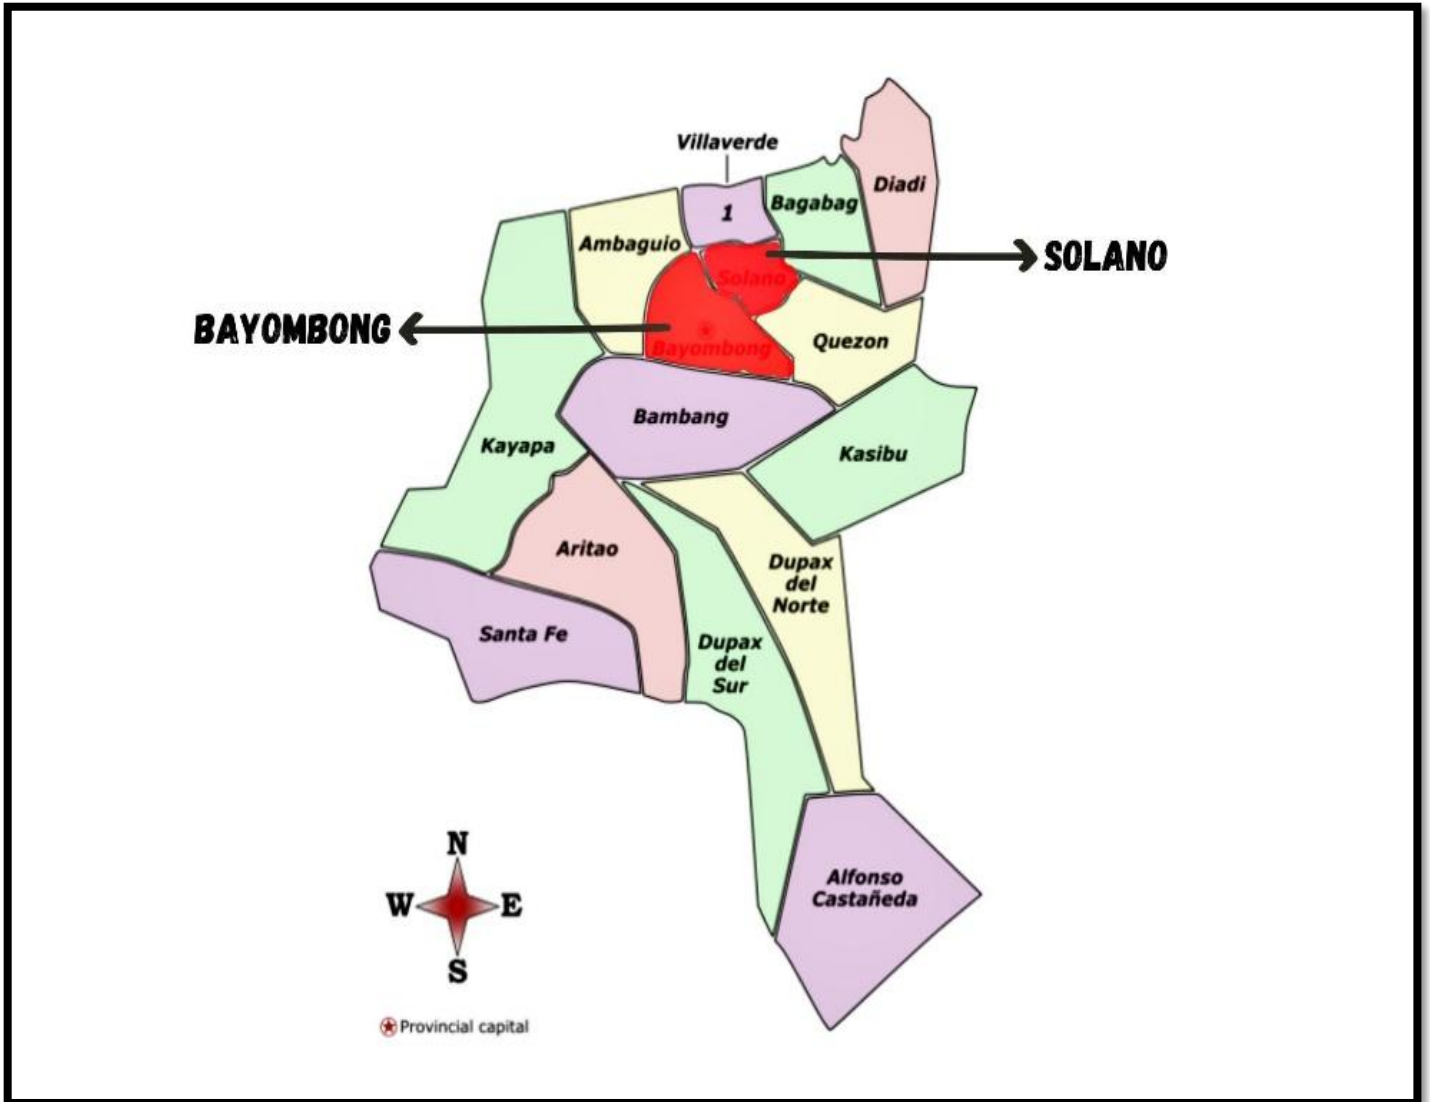 Villaverde
1
Bagabag
Diadi
Ambaguio
Solano
SOLANO
BAYOMBONG
Bayombong
Quezon
Bambang
Kayapa
Kasibu
Aritao
Dupax
del
Norte
Santa Fe
Dupax
del
Sur
Alfonso
Castañeda
N
W E
S
Provincial capital